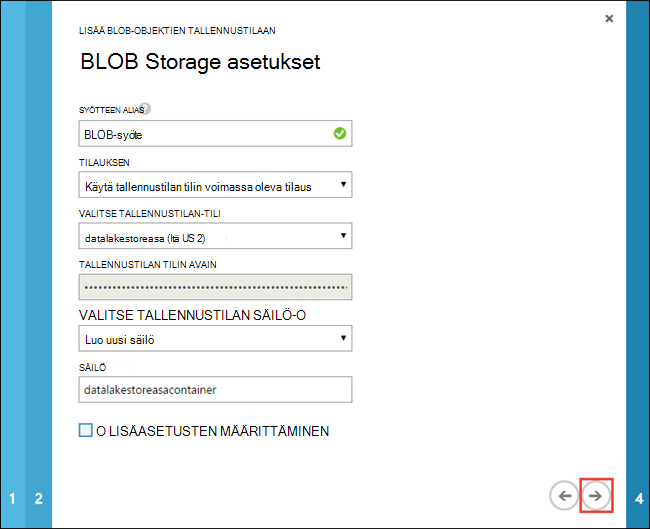 LISÄÄ BLOB-OBJEKTIEN TALLENNUSTILAAN
BLOB Storage asetukset
SYÖTTEEN ALIAS
BLOB-syöte
TILAUKSEN
Käytä tallennustilan tilin voimassa oleva tilaus
VALITSE TALLENNUSTILAN-TILI
datalakestoreasa (Itä US 2)
TALLENNUSTILAN TILIN AVAIN
VALITSE TALLENNUSTILAN SÄILÖ-O
Luo uusi säilö
SÄILÖ
datalakestoreasacontainer
O LISÄASETUSTEN MÄÄRITTÄMINEN
1 2 4